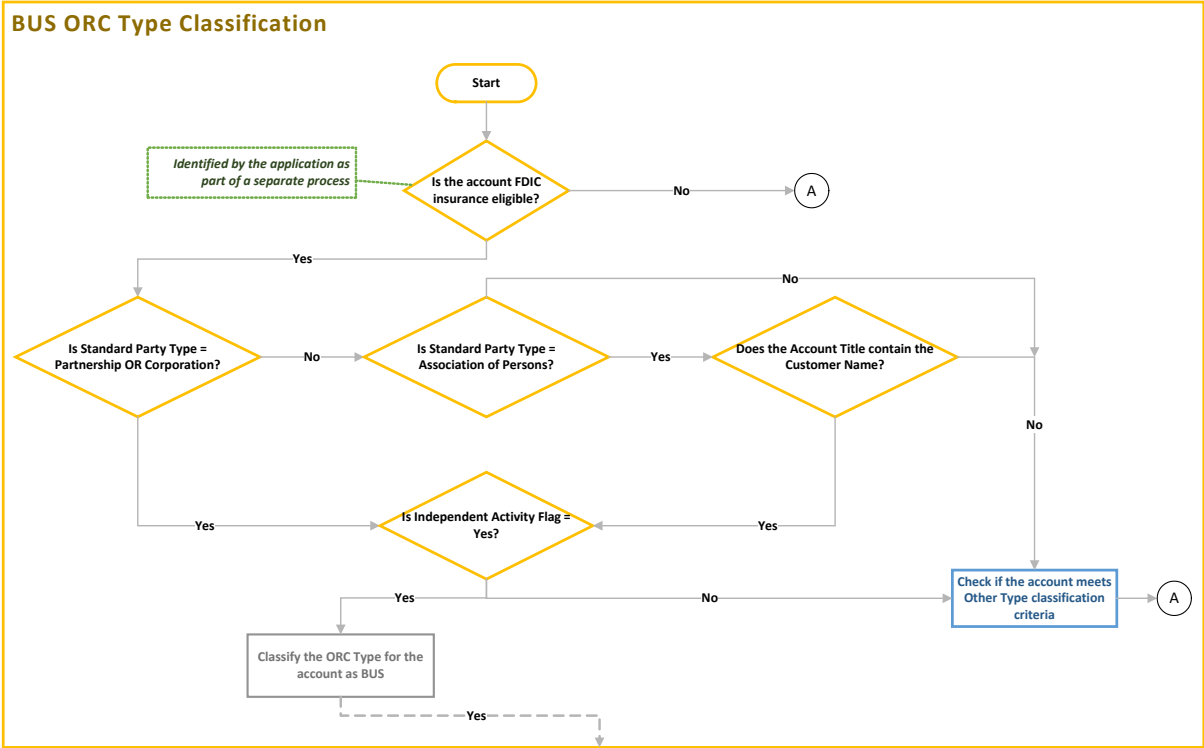 BUS ORC Type Classification
Start
Identified by the application as
part of a separate process
Is the account FDIC
insurance eligible?
No
A
Yes
No
Is Standard Party Type =
Partnership OR Corporation?
No
Is Standard Party Type =
Association of Persons?
Yes
Does the Account Title contain the
Customer Name?
No
Yes
Is Independent Activity Flag =
Yes?
Yes
Yes
No
Check if the account meets
Other Type classification
criteria
A
Classify the ORC Type for the
account as BUS
Yes